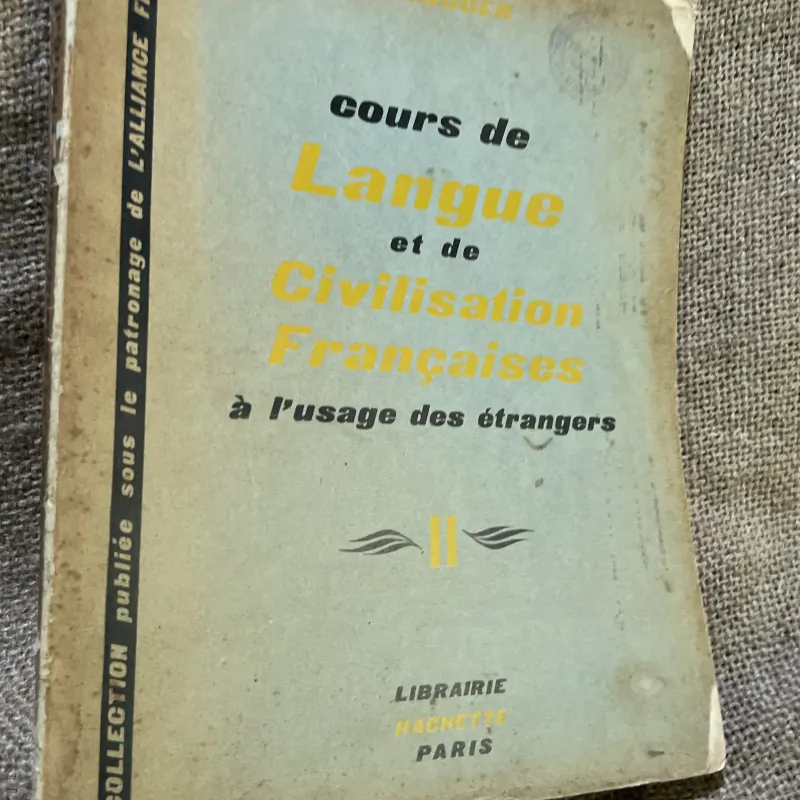 cours de
Langue
et de
Civilisation
Françaises
à l'usage des étrangers
II
LIBRAIRIE
HACHETTE
PARIS
COLLECTION publiée sous le patronage de L'ALLIANCE